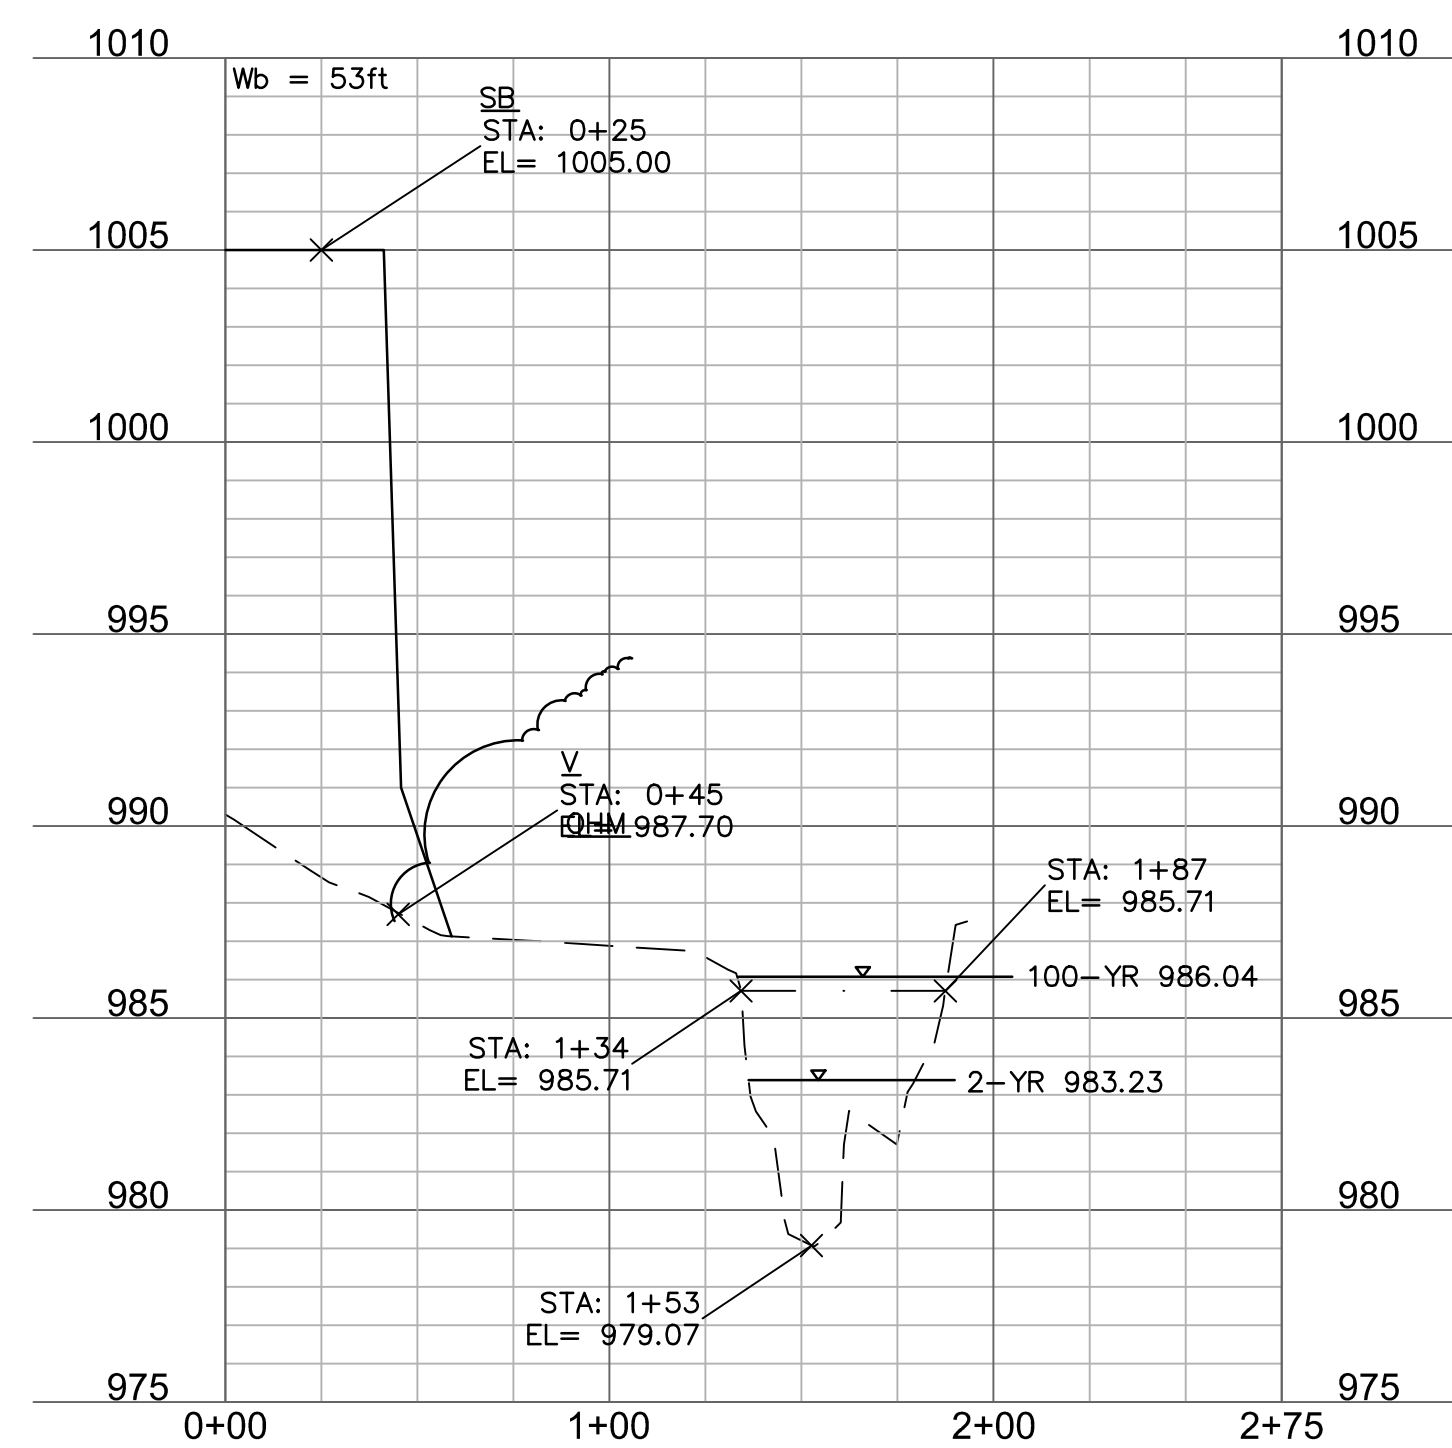 1010 1010
Wb = 53ft
SB
STA: 0+25
EL= 1005.00
1005 1005
1000 1000
995 995
V
STA: 0+45
EL= 987.70
OHM
990 990
STA: 1+87
EL= 985.71
100-YR 986.04
985 985
STA: 1+34
EL= 985.71
2-YR 983.23
980 980
STA: 1+53
EL= 979.07
975 975
0+00 1+00 2+00 2+75